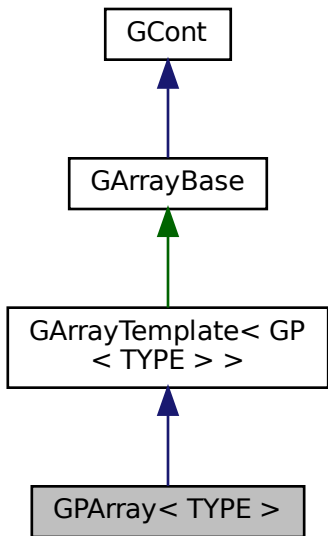 GCont
GArrayBase
GArrayTemplate< GP
< TYPE > >
GPArray< TYPE >